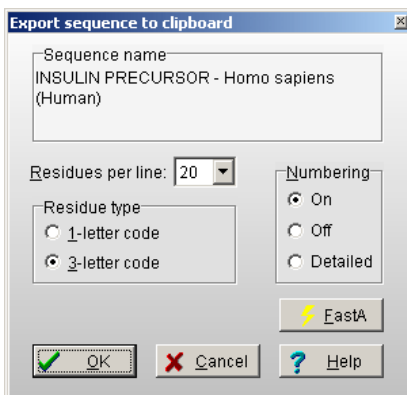 Export sequence to clipboard
Sequence name
INSULIN PRECURSOR - Homo sapiens
(Human)
Residues per line: 20
Numbering
On
Off
Detailed
Residue type
1-letter code
3-letter code
FastA
OK
Cancel
? Help